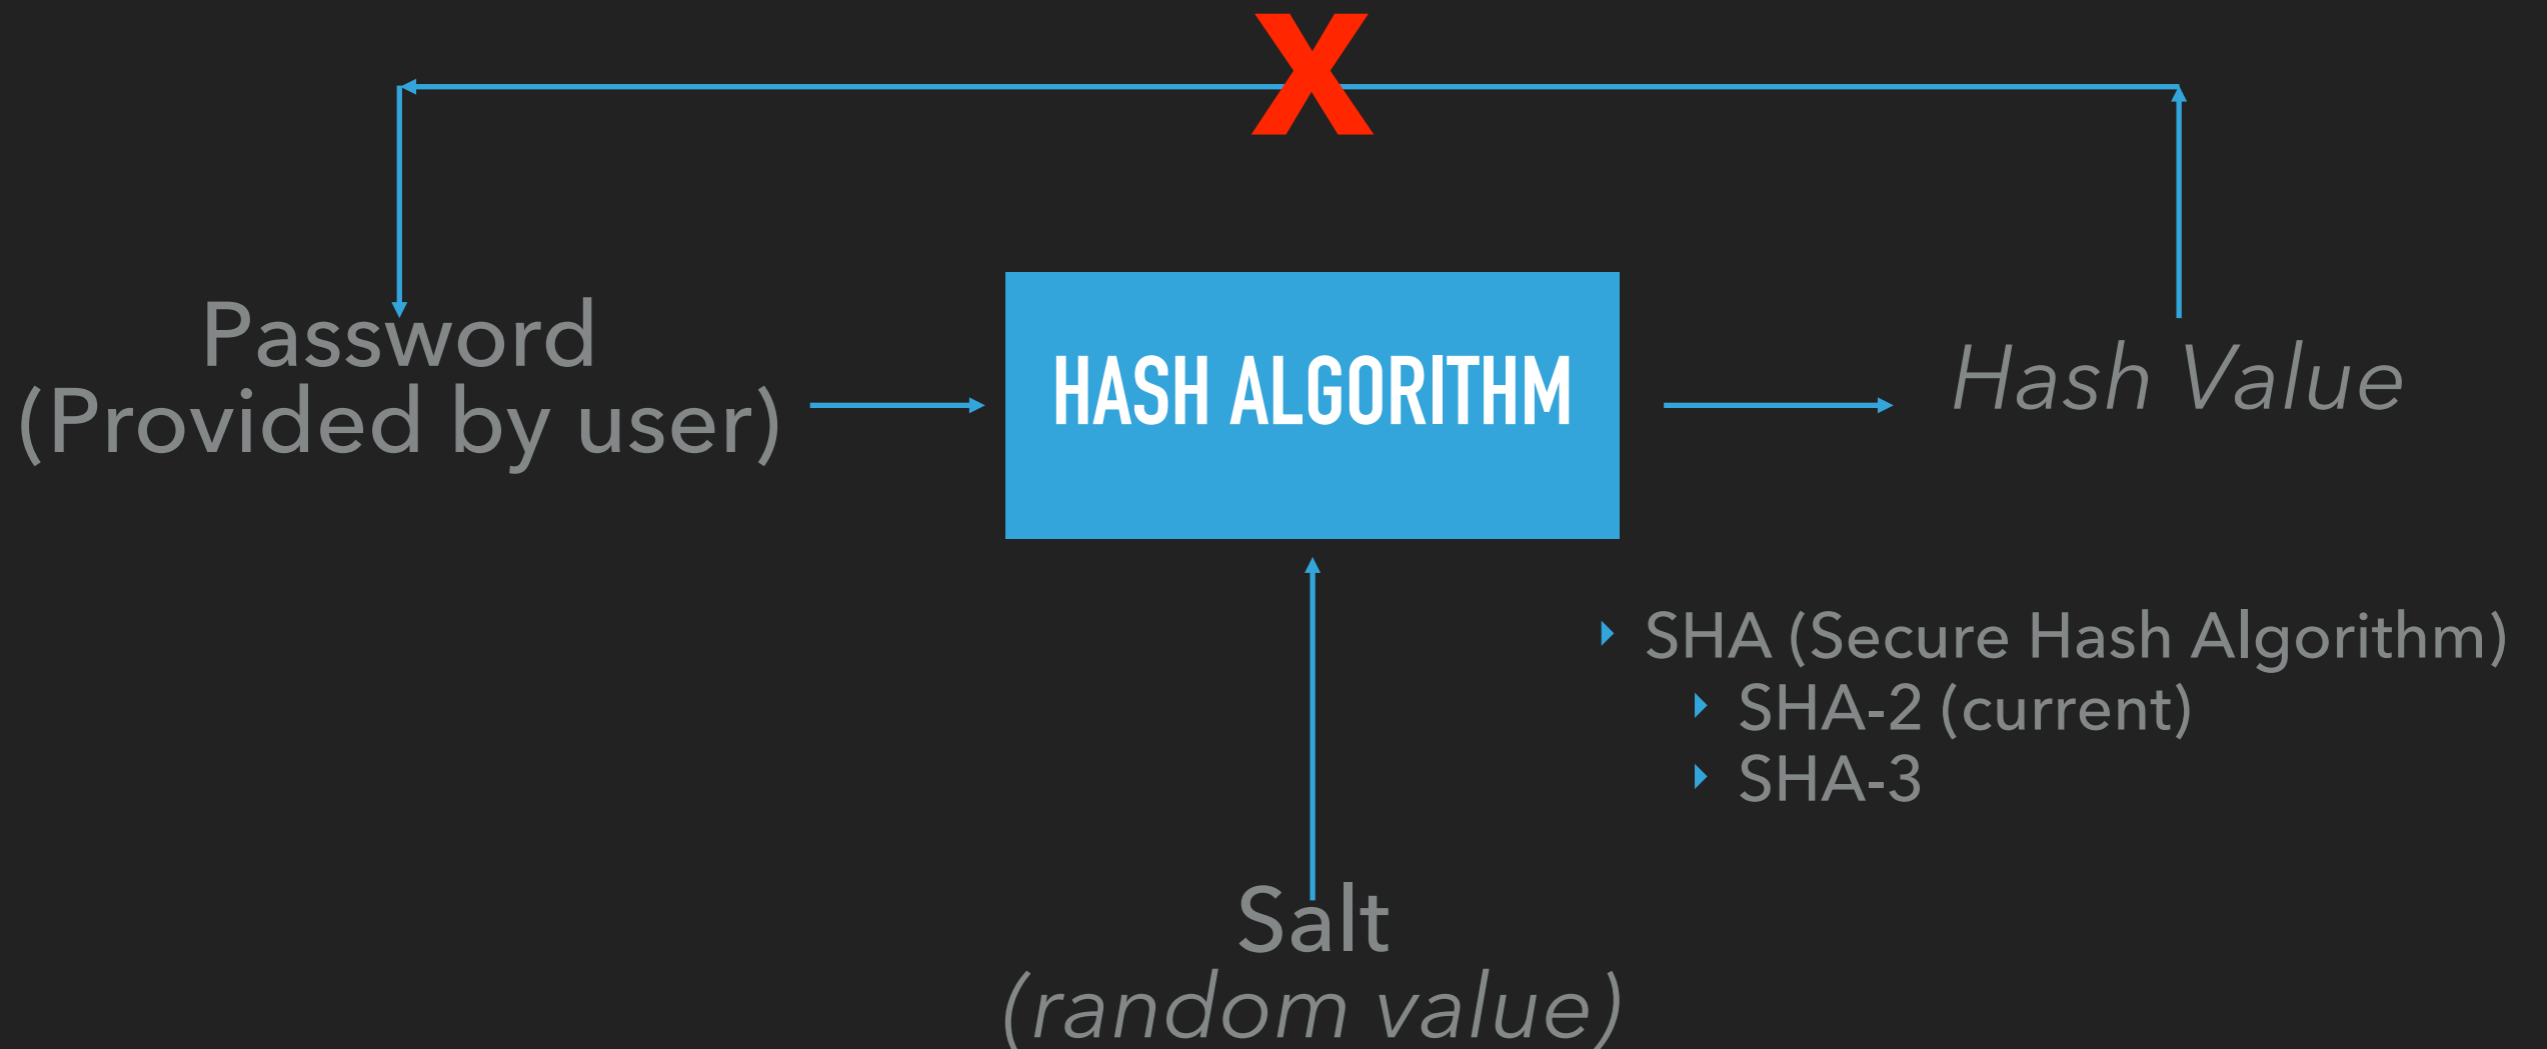 X
Password
(Provided by user)
HASH ALGORITHM
Hash Value
SHA (Secure Hash Algorithm)
SHA-2 (current)
SHA-3
Salt
(random value)